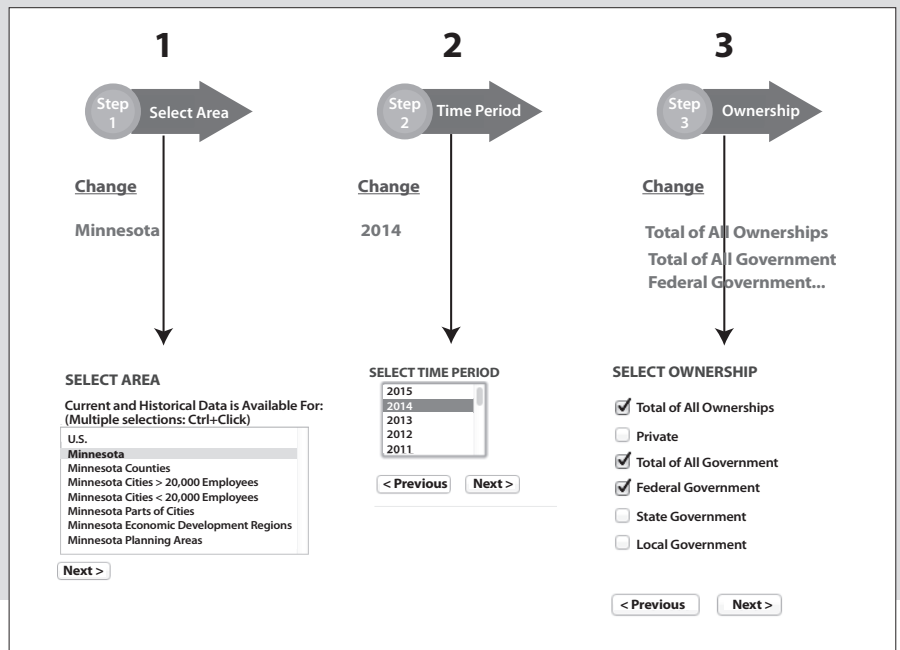 1
Step
1
Select Area
Change
Minnesota
SELECT AREA
Current and Historical Data is Available For:
(Multiple selections: Ctrl+Click)
U.S.
Minnesota
Minnesota Counties
Minnesota Cities > 20,000 Employees
Minnesota Cities < 20,000 Employees
Minnesota Parts of Cities
Minnesota Economic Development Regions
Minnesota Planning Areas
Next >
2
Step
2
Time Period
Change
2014
SELECT TIME PERIOD
2015
2014
2013
2012
2011
< Previous
Next >
3
Step
3
Ownership
Change
Total of All Ownerships
Total of All Government
Federal Government...
SELECT OWNERSHIP
Total of All Ownerships
Private
Total of All Government
Federal Government
State Government
Local Government
< Previous
Next >